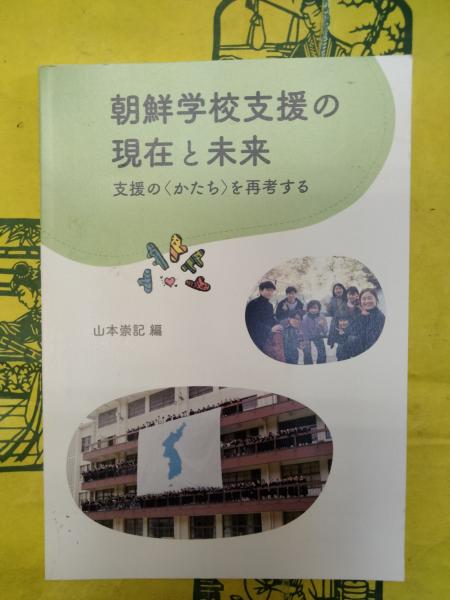 朝鮮学校支援の
現在と未来
支援の〈かたち〉を再考する
山本崇記 編